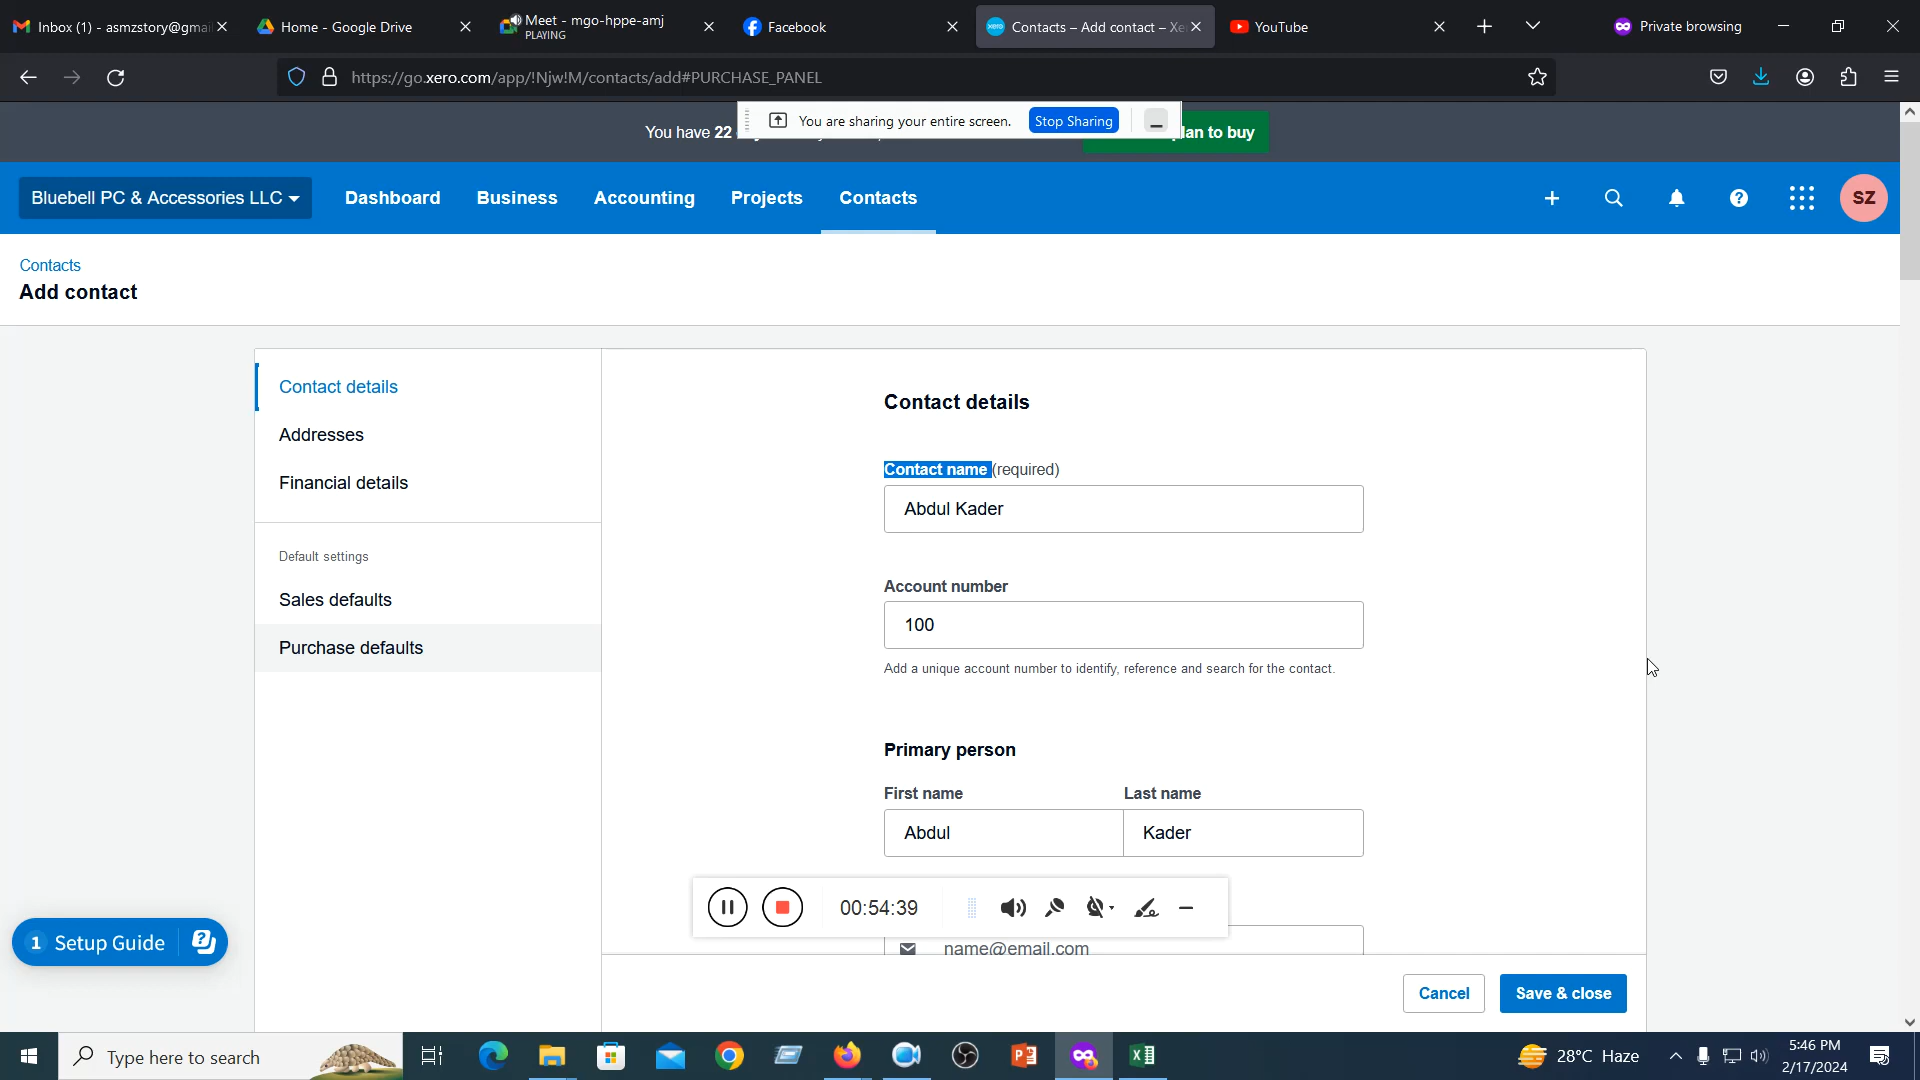 Inbox (1) - asmzstory@gmai
Home - Google Drive
Meet - mgo-hppe-amj
PLAYING
Facebook
Contacts – Add contact – Xe
YouTube
Private browsing
https://go.xero.com/app/!Njw!M/contacts/add#PURCHASE_PANEL
You are sharing your entire screen.
Stop Sharing
You have 22
plan to buy
Bluebell PC & Accessories LLC
Dashboard
Business
Accounting
Projects
Contacts
SZ
Contacts
Add contact
Contact details
Addresses
Financial details
Default settings
Sales defaults
Purchase defaults
Contact details
Contact name (required)
Abdul Kader
Account number
100
Add a unique account number to identify, reference and search for the contact.
Primary person
First name
Last name
Abdul
Kader
00:54:39
name@email.com
1 Setup Guide
Cancel
Save & close
Type here to search
28°C Haze
5:46 PM
2/17/2024